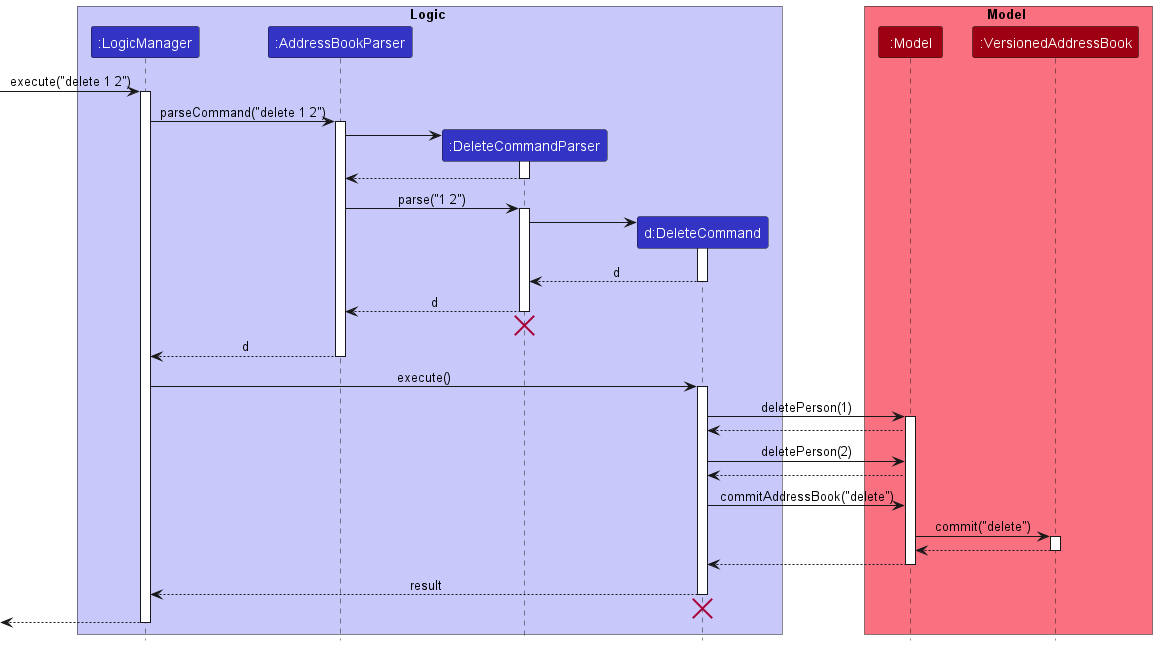 Logic
Model
:LogicManager
:AddressBookParser
:Model
:VersionedAddressBook
execute("delete 1 2")
parseCommand("delete 1 2")
:DeleteCommandParser
parse("1 2")
d:DeleteCommand
d
d
d
execute()
deletePerson(1)
deletePerson(2)
commitAddressBook("delete")
commit("delete")
result